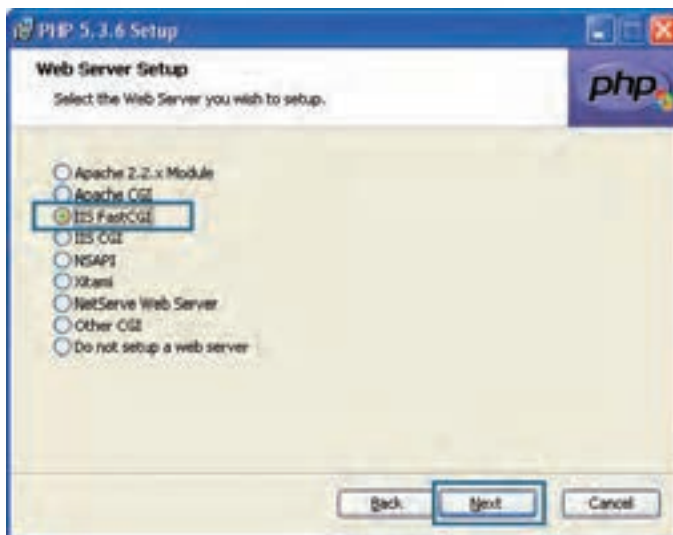 PHP 5.3.6 Setup
Web Server Setup
Select the Web Server you wish to setup.
php
Apache 2.2.x Module
Apache CGI
IIS FastCGI
IIS CGI
NSAPI
Xitami
NetServe Web Server
Other CGI
Do not setup a web server
Back Next Cancel